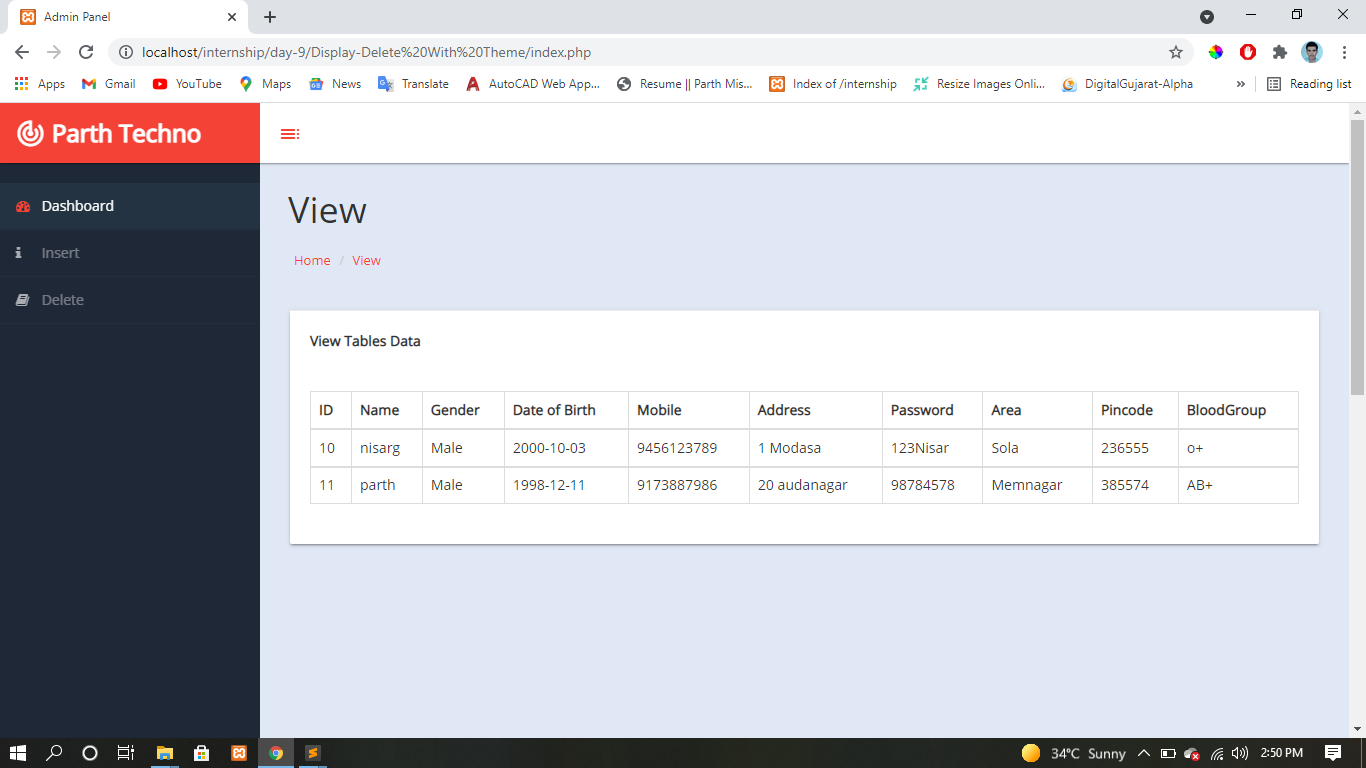 Admin Panel
localhost/internship/day-9/Display-Delete%20With%20Theme/index.php
Apps Gmail YouTube Maps News Translate AutoCAD Web App... Resume || Parth Mis... Index of /internship Resize Images Onli... DigitalGujarat-Alpha » Reading list
Parth Techno
Dashboard
Insert
Delete
View
Home / View
View Tables Data
ID Name Gender Date of Birth Mobile Address Password Area Pincode BloodGroup
10 nisarg Male 2000-10-03 9456123789 1 Modasa 123Nisar Sola 236555 o+
11 parth Male 1998-12-11 9173887986 20 audanagar 98784578 Memnagar 385574 AB+
34°C Sunny 2:50 PM